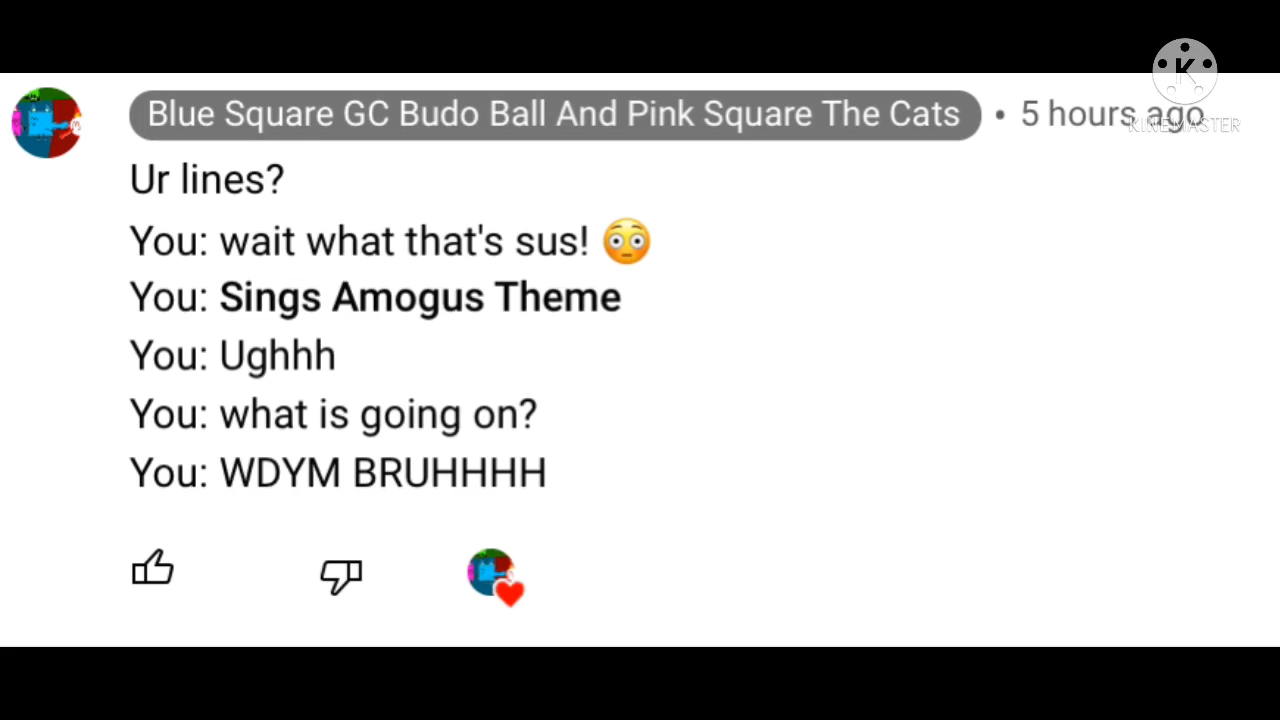 Blue Square GC Budo Ball And Pink Square The Cats • 5 hours ago
K
KINEMASTER
Ur lines?
You: wait what that's sus! 😳
You: Sings Amogus Theme
You: Ughhh
You: what is going on?
You: WDYM BRUHHHH